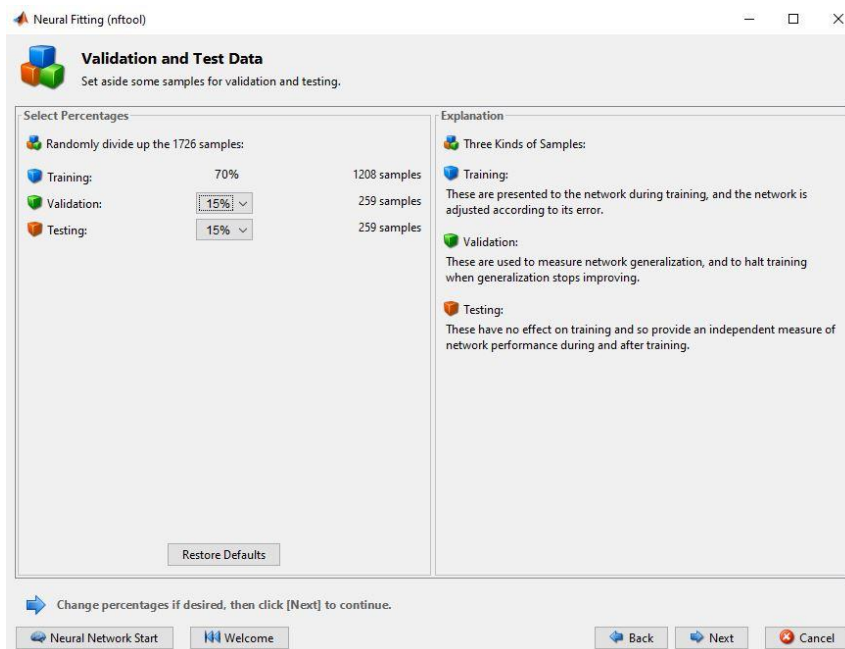 Neural Fitting (nftool)
Validation and Test Data
Set aside some samples for validation and testing.
Select Percentages
Randomly divide up the 1726 samples:
Training: 70% 1208 samples
Validation: 15% 259 samples
Testing: 15% 259 samples
Restore Defaults
Explanation
Three Kinds of Samples:
Training:
These are presented to the network during training, and the network is
adjusted according to its error.
Validation:
These are used to measure network generalization, and to halt training
when generalization stops improving.
Testing:
These have no effect on training and so provide an independent measure of
network performance during and after training.
Change percentages if desired, then click [Next] to continue.
Neural Network Start Welcome Back Next Cancel